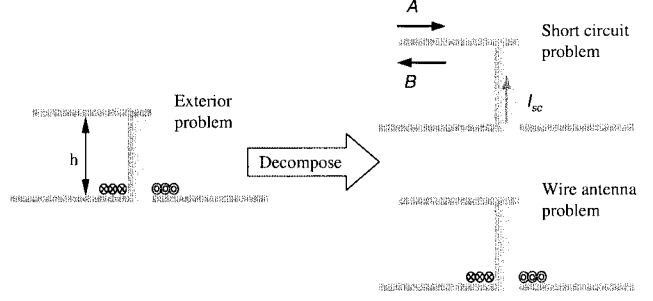 A
Short circuit
problem
B
I_sc
Exterior
problem
h
Decompose
Wire antenna
problem